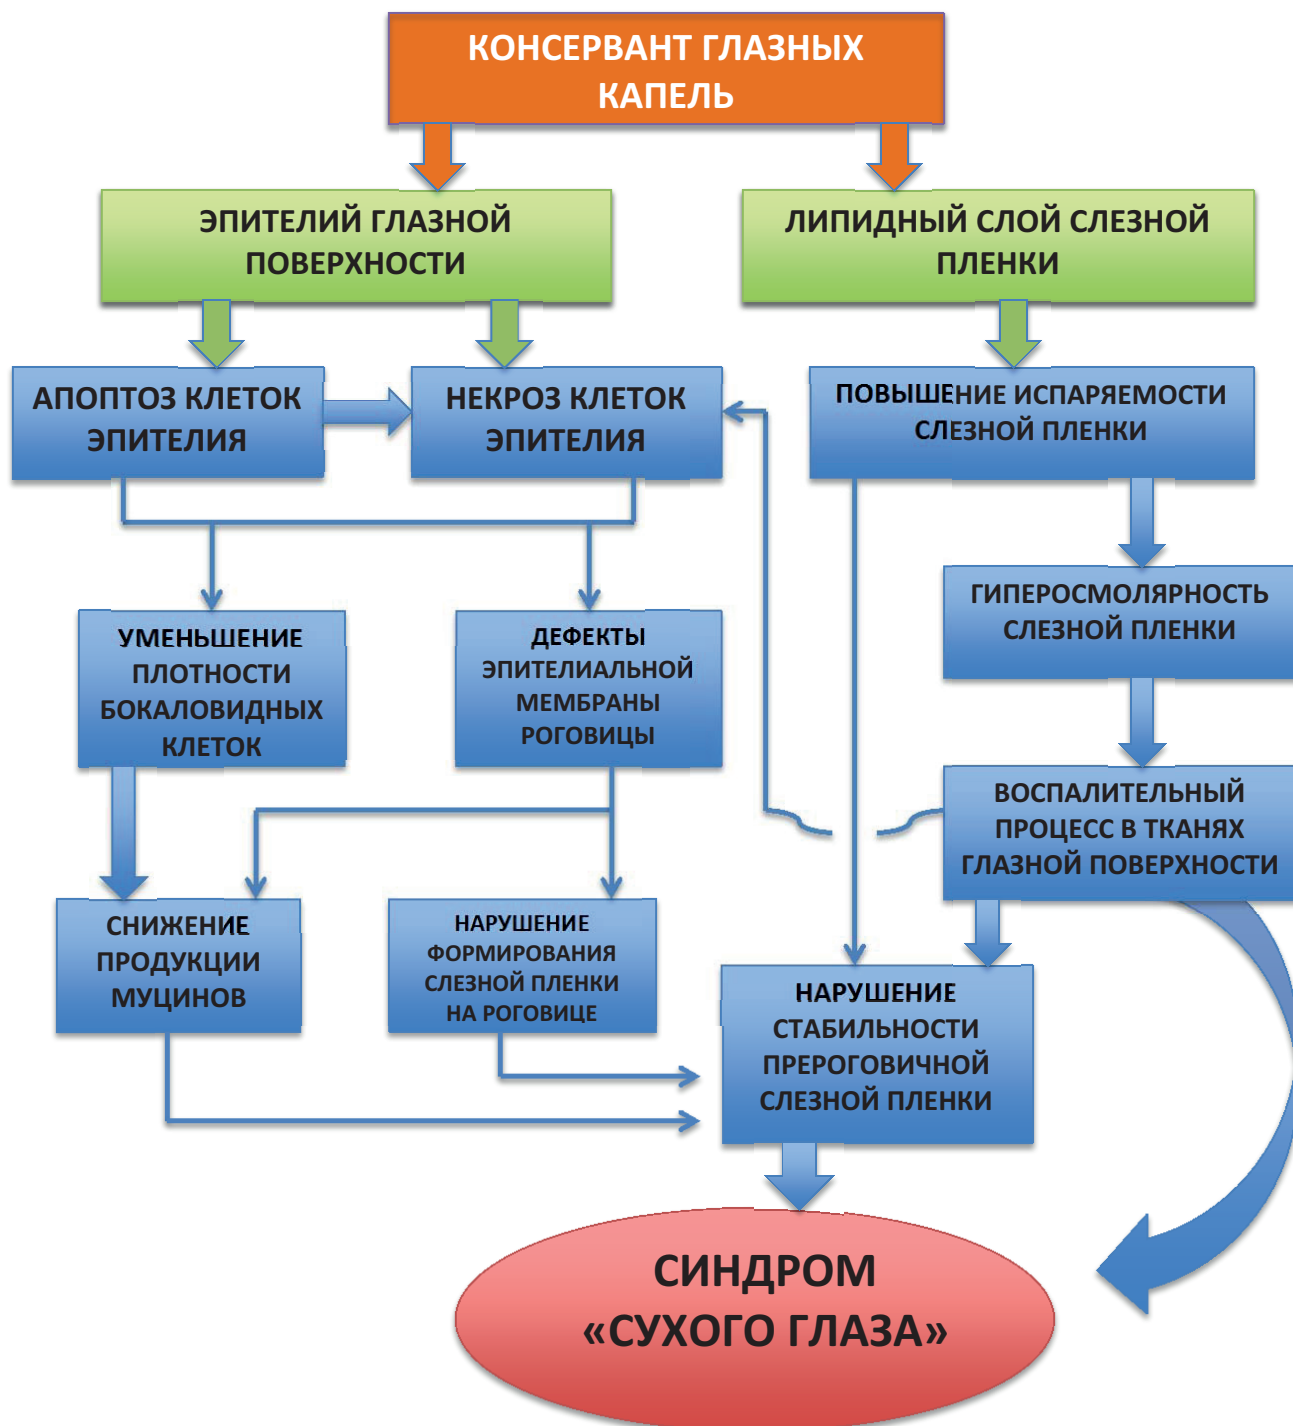 КОНСЕРВАНТ ГЛАЗНЫХ
КАПЕЛЬ
ЭПИТЕЛИЙ ГЛАЗНОЙ
ПОВЕРХНОСТИ
ЛИПИДНЫЙ СЛОЙ СЛЕЗНОЙ
ПЛЕНКИ
АПОПТОЗ КЛЕТОК
ЭПИТЕЛИЯ
НЕКРОЗ КЛЕТОК
ЭПИТЕЛИЯ
ПОВЫШЕНИЕ ИСПАРЯЕМОСТИ
СЛЕЗНОЙ ПЛЕНКИ
ГИПЕРОСМОЛЯРНОСТЬ
СЛЕЗНОЙ ПЛЕНКИ
УМЕНЬШЕНИЕ
ПЛОТНОСТИ
БОКАЛОВИДНЫХ
КЛЕТОК
ДЕФЕКТЫ
ЭПИТЕЛИАЛЬНОЙ
МЕМБРАНЫ
РОГОВИЦЫ
ВОСПАЛИТЕЛЬНЫЙ
ПРОЦЕСС В ТКАНЯХ
ГЛАЗНОЙ ПОВЕРХНОСТИ
СНИЖЕНИЕ
ПРОДУКЦИИ
МУЦИНОВ
НАРУШЕНИЕ
ФОРМИРОВАНИЯ
СЛЕЗНОЙ ПЛЕНКИ
НА РОГОВИЦЕ
НАРУШЕНИЕ
СТАБИЛЬНОСТИ
ПРЕРОГОВИЧНОЙ
СЛЕЗНОЙ ПЛЕНКИ
СИНДРОМ
«СУХОГО ГЛАЗА»